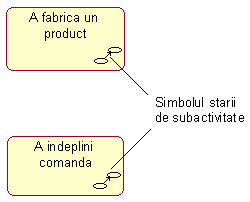 A fabrica un
product
Simbolul starii
de subactivitate
A indeplini
comanda